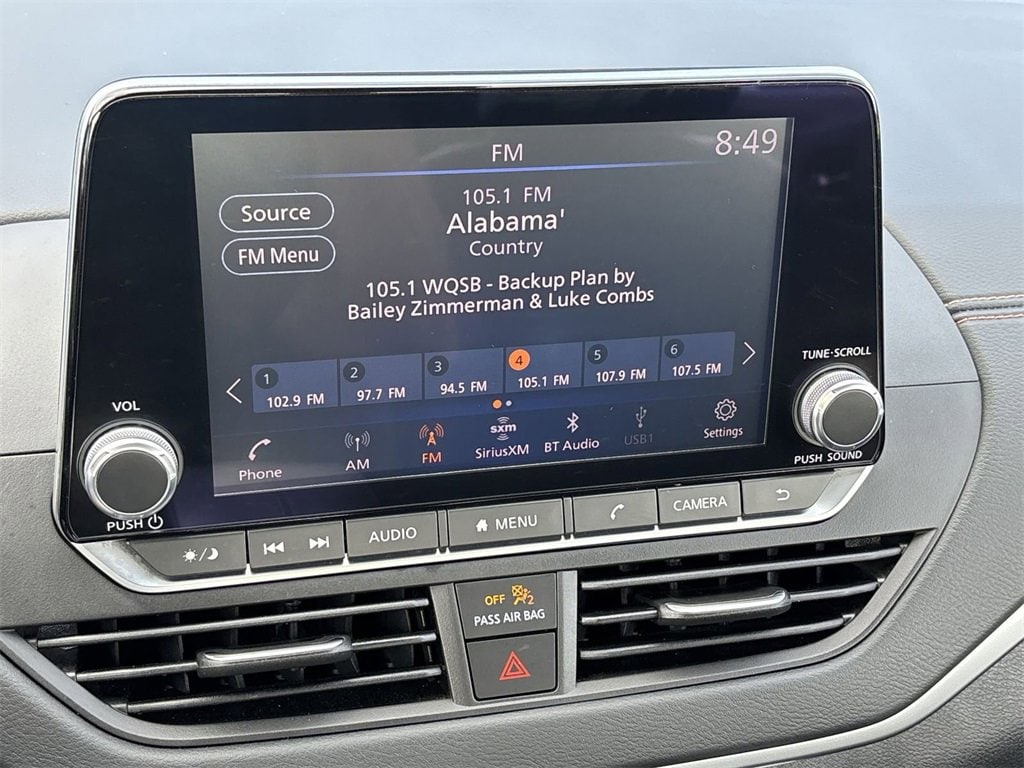 FM
8:49
Source
FM Menu
105.1 FM
Alabama'
Country
105.1 WQSB - Backup Plan by
Bailey Zimmerman & Luke Combs
1
102.9 FM
2
97.7 FM
3
94.5 FM
4
105.1 FM
5
107.9 FM
6
107.5 FM
Phone
AM
FM
sxm
SiriusXM
BT Audio
USB1
Settings
VOL
PUSH
TUNE·SCROLL
PUSH SOUND
AUDIO
MENU
CAMERA
OFF 2
PASS AIR BAG